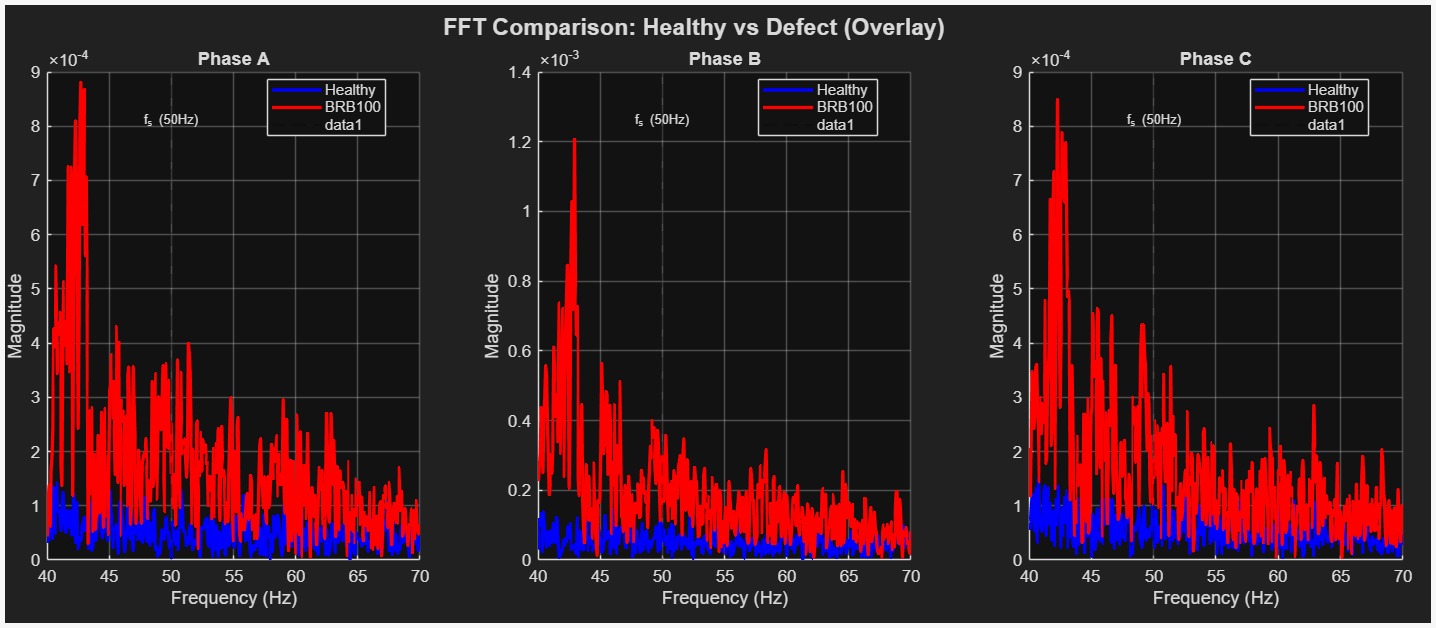 FFT Comparison: Healthy vs Defect (Overlay)
Phase A
×10⁻⁴
9
8
7
6
5
4
3
2
1
0
40 45 50 55 60 65 70
Magnitude
Frequency (Hz)
fₛ (50Hz)
Healthy
BRB100
data1
Phase B
×10⁻³
1.4
1.2
1
0.8
0.6
0.4
0.2
0
40 45 50 55 60 65 70
Magnitude
Frequency (Hz)
fₛ (50Hz)
Healthy
BRB100
data1
Phase C
×10⁻⁴
9
8
7
6
5
4
3
2
1
0
40 45 50 55 60 65 70
Magnitude
Frequency (Hz)
fₛ (50Hz)
Healthy
BRB100
data1